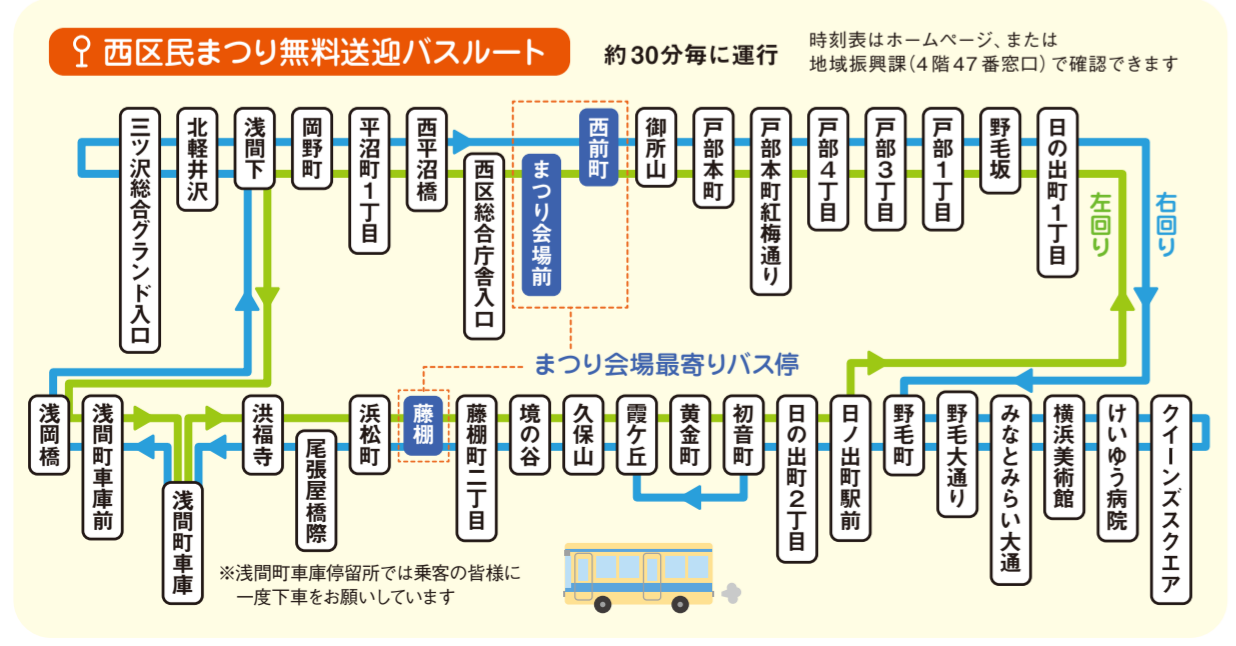 西区民まつり無料送迎バスルート
約30分毎に運行
時刻表はホームページ、または
地域振興課(4階47番窓口)で確認できます
三ツ沢総合グランド入口
北軽井沢
浅間下
岡野町
平沼町1丁目
西平沼橋
西区総合庁舎入口
まつり会場前
西前町
御所山
戸部本町
戸部本町紅梅通り
戸部4丁目
戸部3丁目
戸部1丁目
野毛坂
日の出町1丁目
左回り
右回り
まつり会場最寄りバス停
浅岡橋
浅間町車庫前
浅間町車庫
洪福寺
尾張屋橋際
浜松町
藤棚
藤棚町二丁目
境の谷
久保山
霞ケ丘
黄金町
初音町
日の出町2丁目
日ノ出町駅前
野毛町
野毛大通り
みなとみらい大通
横浜美術館
けいゆう病院
クイーンズスクエア
※浅間町車庫停留所では乗客の皆様に
一度下車をお願いしています